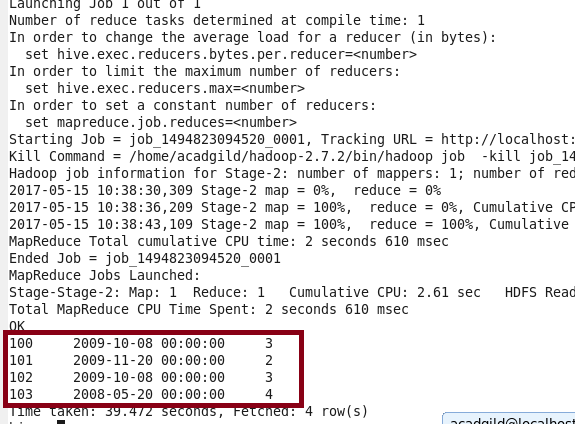 Launching Job 1 out of 1
Number of reduce tasks determined at compile time: 1
In order to change the average load for a reducer (in bytes):
  set hive.exec.reducers.bytes.per.reducer=<number>
In order to limit the maximum number of reducers:
  set hive.exec.reducers.max=<number>
In order to set a constant number of reducers:
  set mapreduce.job.reduces=<number>
Starting Job = job_1494823094520_0001, Tracking URL = http://localhost:
Kill Command = /home/acadgild/hadoop-2.7.2/bin/hadoop job  -kill job_14
Hadoop job information for Stage-2: number of mappers: 1; number of red
2017-05-15 10:38:30,309 Stage-2 map = 0%,  reduce = 0%
2017-05-15 10:38:36,209 Stage-2 map = 100%,  reduce = 0%, Cumulative CP
2017-05-15 10:38:43,109 Stage-2 map = 100%,  reduce = 100%, Cumulative
MapReduce Total cumulative CPU time: 2 seconds 610 msec
Ended Job = job_1494823094520_0001
MapReduce Jobs Launched:
Stage-Stage-2: Map: 1  Reduce: 1   Cumulative CPU: 2.61 sec   HDFS Read
Total MapReduce CPU Time Spent: 2 seconds 610 msec
OK
100     2009-10-08 00:00:00     3
101     2009-11-20 00:00:00     2
102     2009-10-08 00:00:00     3
103     2008-05-20 00:00:00     4
Time taken: 39.472 seconds, Fetched: 4 row(s)
acadgild@localhost